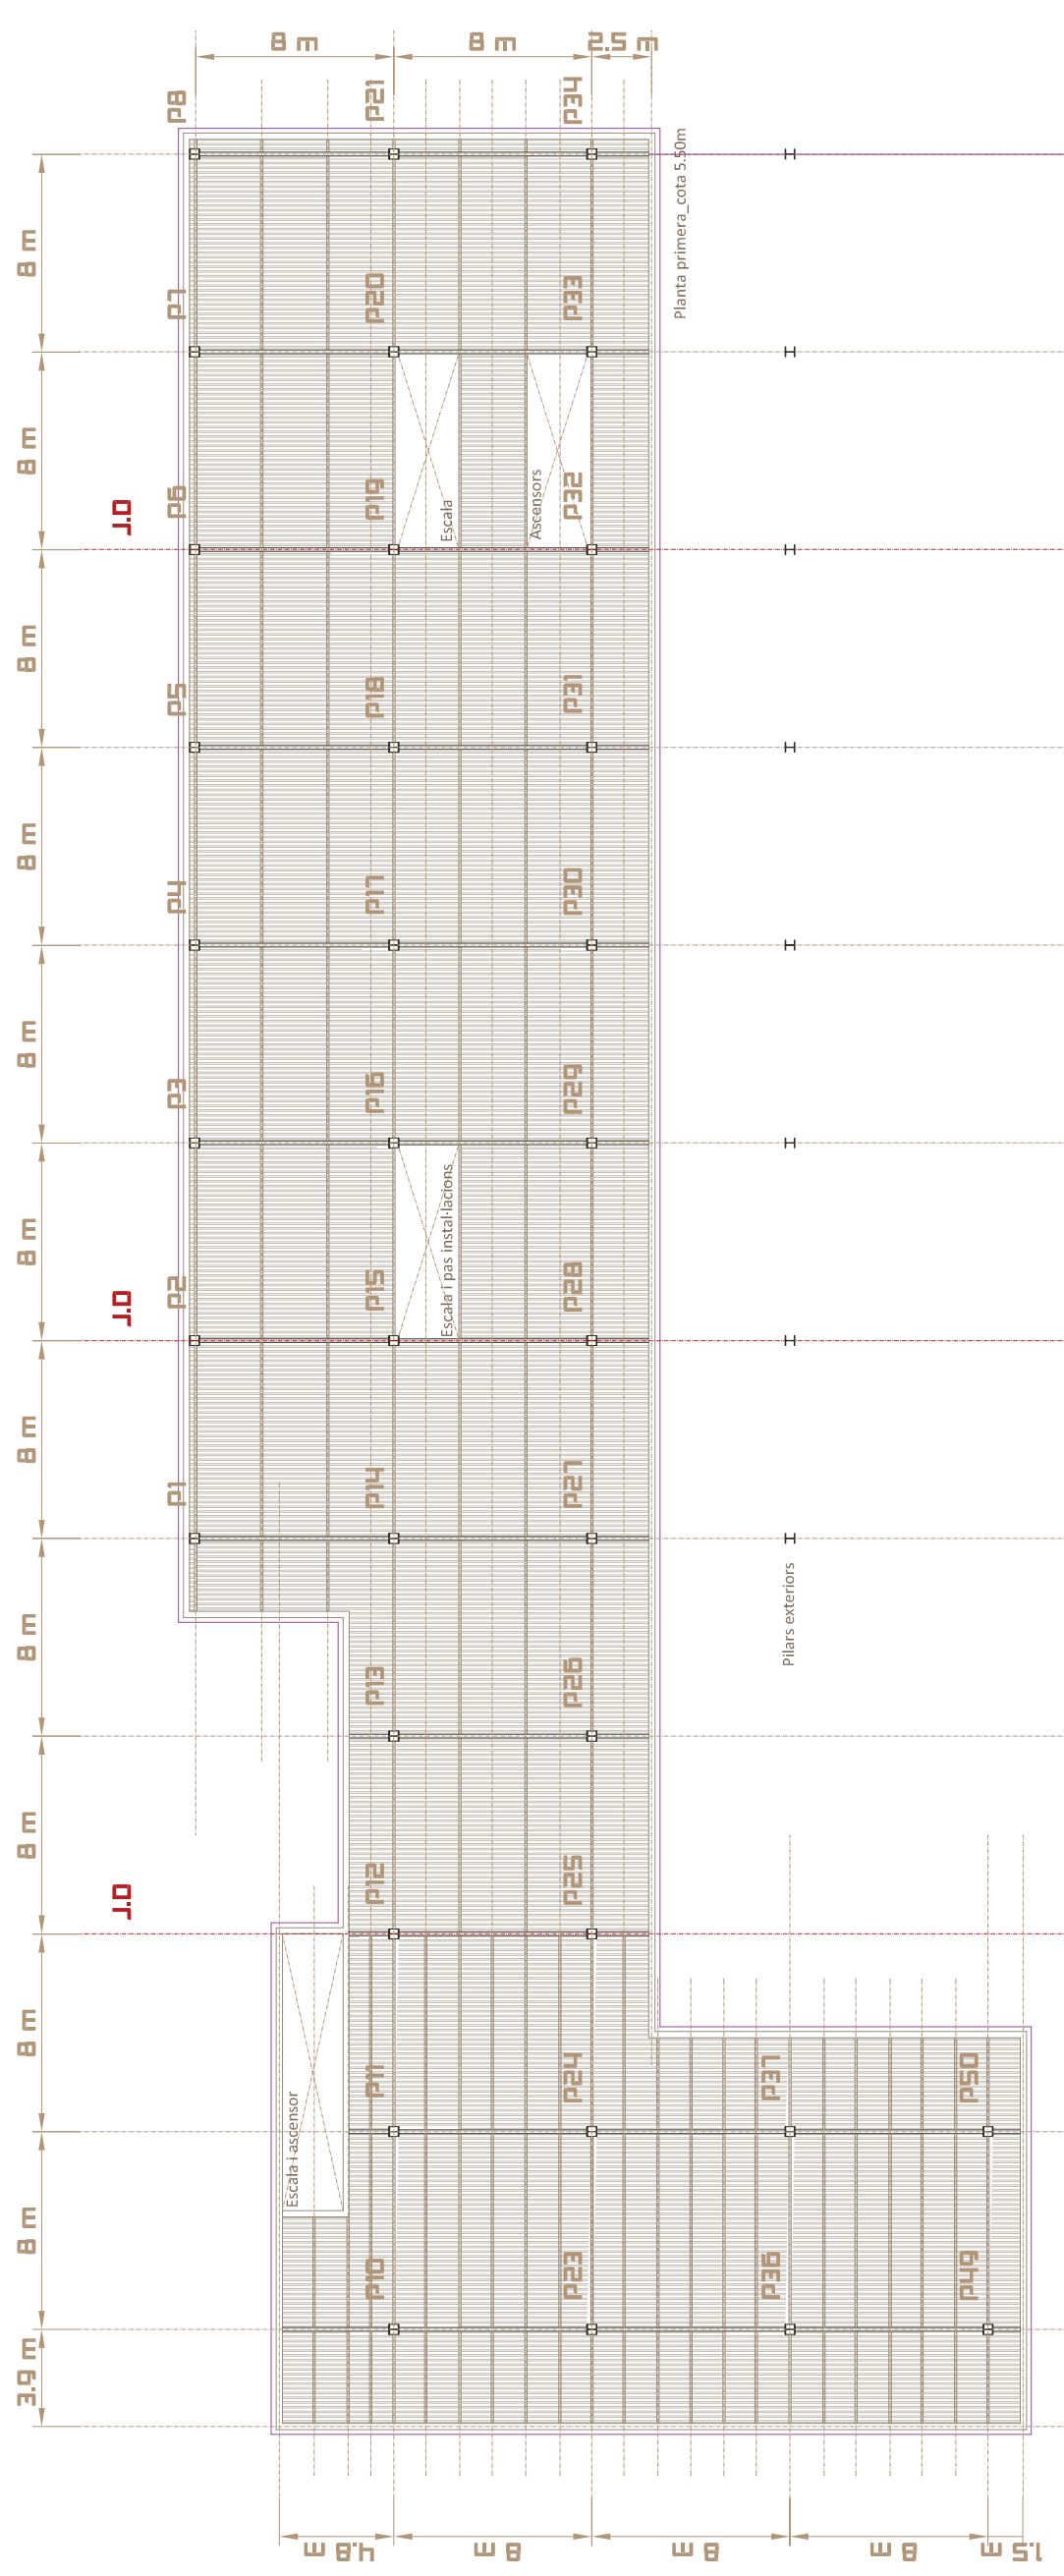 8 m
8 m
2.5 m
P8
P21
P34
8 m
Planta primera_cota 5.50m
P7
P20
P33
8 m
J.D
P6
P19
Escala
Ascensors
P32
8 m
P5
P18
P31
8 m
P4
P17
P30
8 m
P3
P16
P29
8 m
Escala i pas instal·lacions
J.D
P2
P15
P28
8 m
P1
P14
P27
8 m
Pilars exteriors
P13
P26
8 m
J.D
P12
P25
8 m
Escala i ascensor
P11
P24
P37
P50
8 m
P10
P23
P36
P49
3.9 m
4.8 m
8 m
8 m
8 m
1.5 m